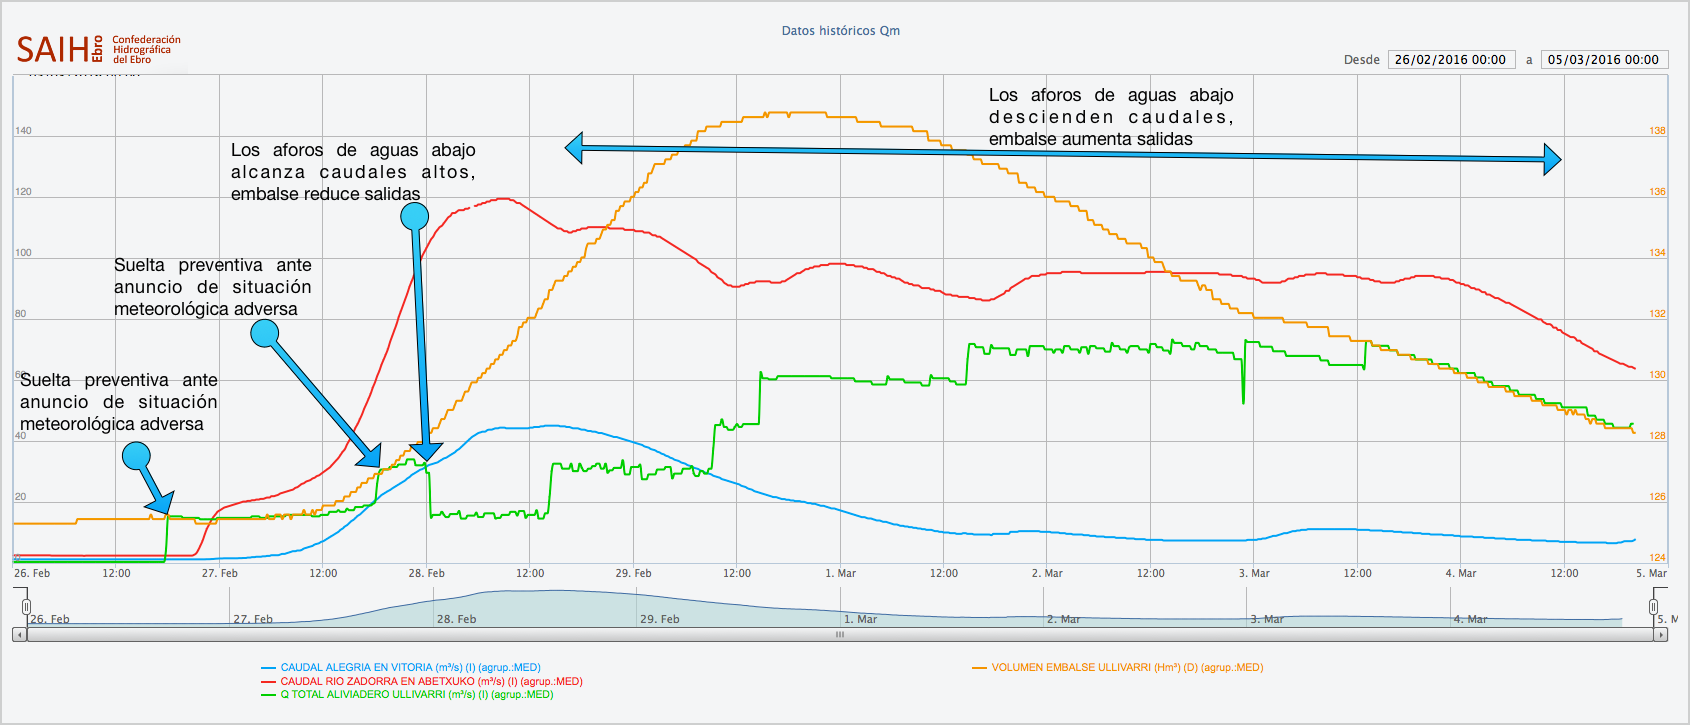 Datos históricos Qm
SAIH Ebro
Confederación
Hidrográfica
del Ebro
Desde 26/02/2016 00:00 a 05/03/2016 00:00
Los aforos de aguas abajo
descienden caudales,
embalse aumenta salidas
Los aforos de aguas abajo
alcanza caudales altos,
embalse reduce salidas
Suelta preventiva ante
anuncio de situación
meteorológica adversa
Suelta preventiva ante
anuncio de situación
meteorológica adversa
140
120
100
80
60
40
20
0
138
136
134
132
130
128
126
124
26. Feb 12:00 27. Feb 12:00 28. Feb 12:00 29. Feb 12:00 1. Mar 12:00 2. Mar 12:00 3. Mar 12:00 4. Mar 12:00 5. Mar
26. Feb 27. Feb 28. Feb 29. Feb 1. Mar 2. Mar 3. Mar 4. Mar 5. M
CAUDAL ALEGRIA EN VITORIA (m³/s) (I) (agrup.:MED)
CAUDAL RIO ZADORRA EN ABETXUKO (m³/s) (I) (agrup.:MED)
Q TOTAL ALIVIADERO ULLIVARRI (m³/s) (I) (agrup.:MED)
VOLUMEN EMBALSE ULLIVARRI (Hm³) (D) (agrup.:MED)